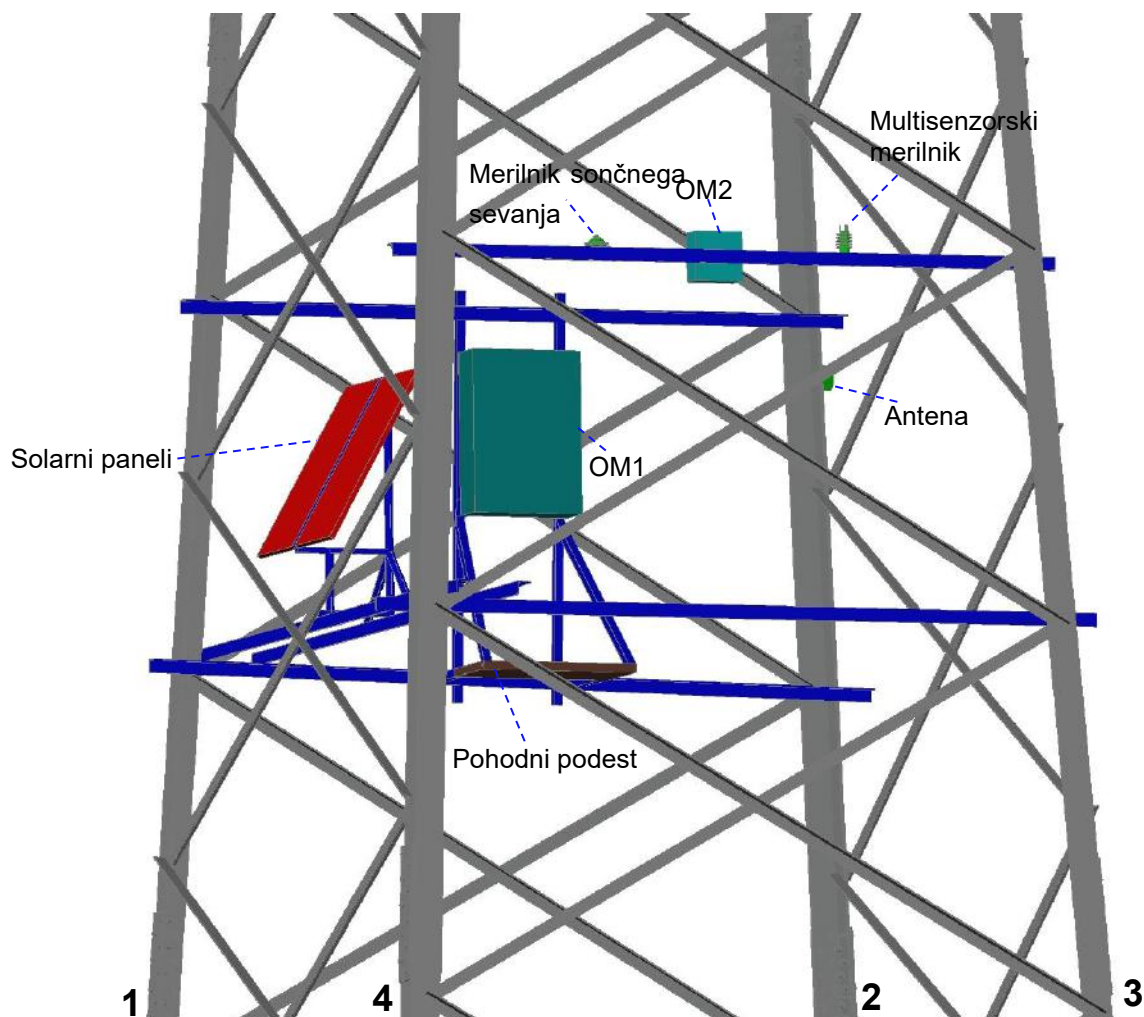 Multisenzorski
merilnik
Merilnik sončnega
sevanja
OM2
Antena
Solarni paneli
OM1
Pohodni podest
1
4
2
3